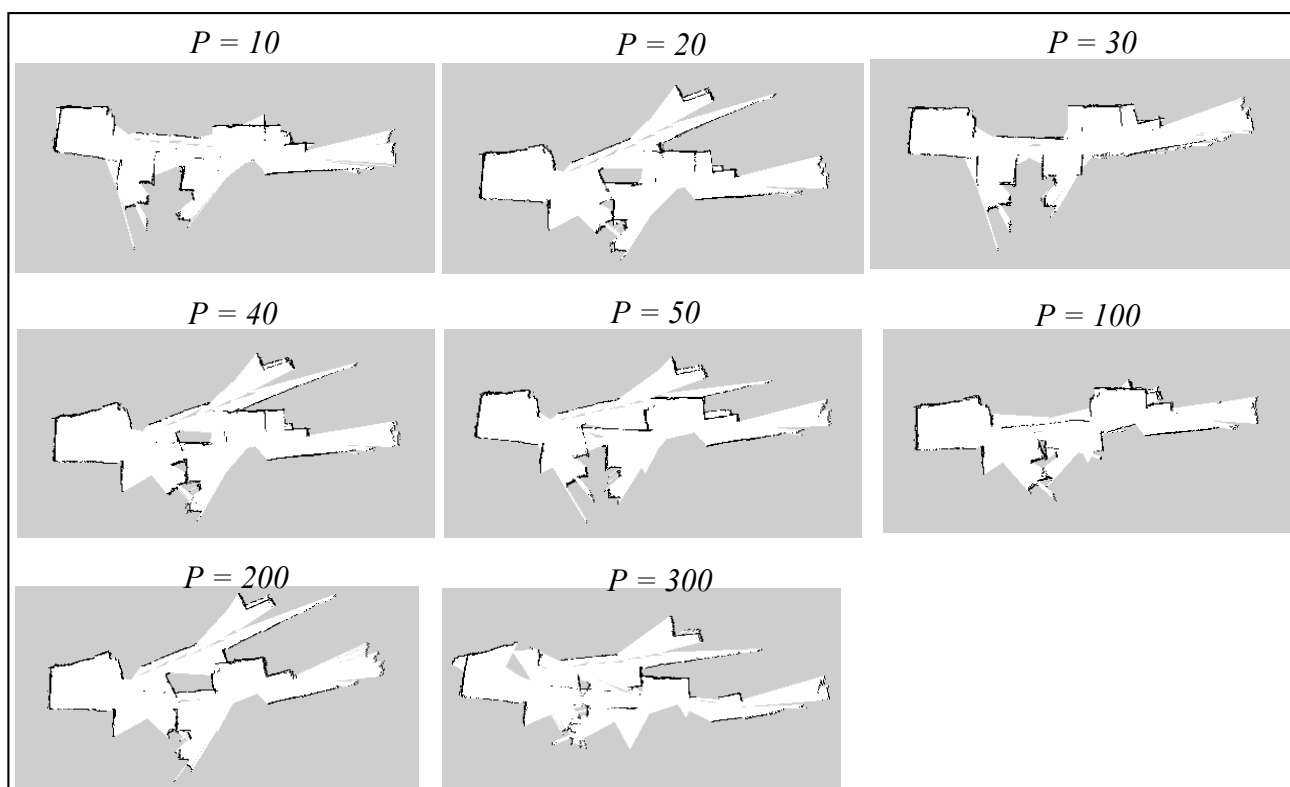 P = 10
P = 20
P = 30
P = 40
P = 50
P = 100
P = 200
P = 300